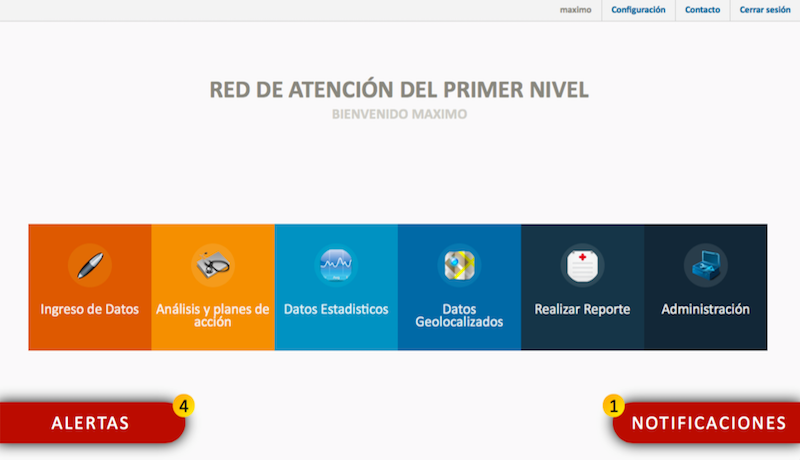 maximo Configuración Contacto Cerrar sesión
RED DE ATENCIÓN DEL PRIMER NIVEL
BIENVENIDO MAXIMO
Ingreso de Datos
Análisis y planes de
acción
Datos Estadisticos
Datos
Geolocalizados
Realizar Reporte
Administración
4
ALERTAS
1
NOTIFICACIONES